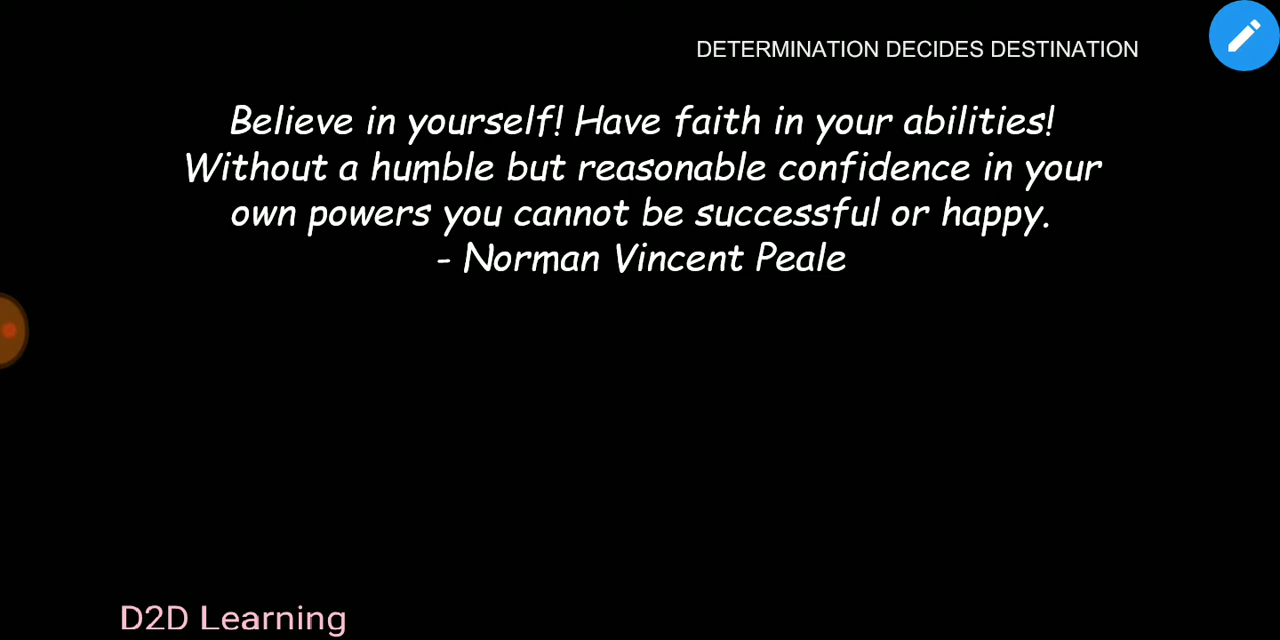 DETERMINATION DECIDES DESTINATION
Believe in yourself! Have faith in your abilities!
Without a humble but reasonable confidence in your
own powers you cannot be successful or happy.
- Norman Vincent Peale
D2D Learning